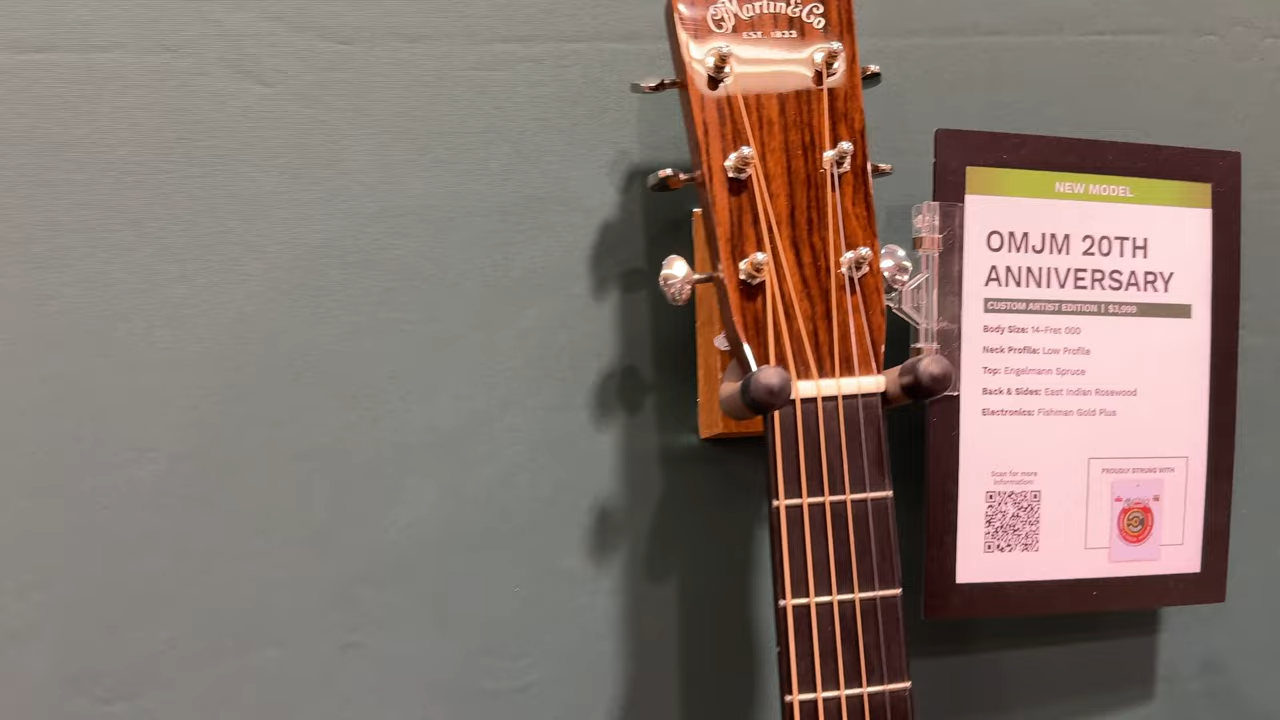 C.F. Martin & Co
EST. 1833
NEW MODEL
OMJM 20TH
ANNIVERSARY
CUSTOM ARTIST EDITION | $3,999
Body Size: 14-Fret 000
Neck Profile: Low Profile
Top: Engelmann Spruce
Back & Sides: East Indian Rosewood
Electronics: Fishman Gold Plus
Scan for more
information:
PROUDLY STRUNG WITH